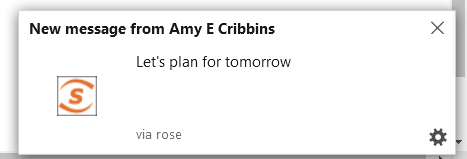 New message from Amy E Cribbins
Let's plan for tomorrow
S
via rose